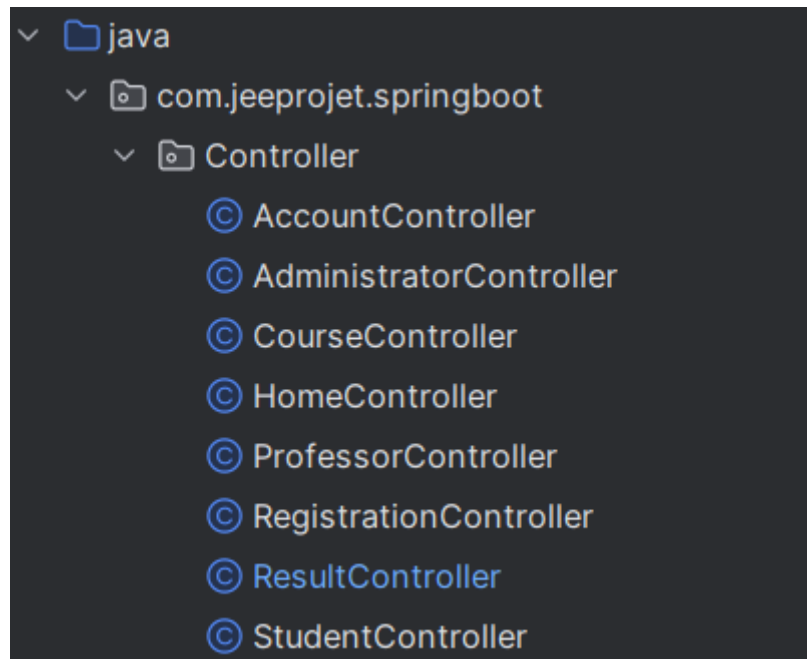 java
com.jeeprojet.springboot
Controller
AccountController
AdministratorController
CourseController
HomeController
ProfessorController
RegistrationController
ResultController
StudentController